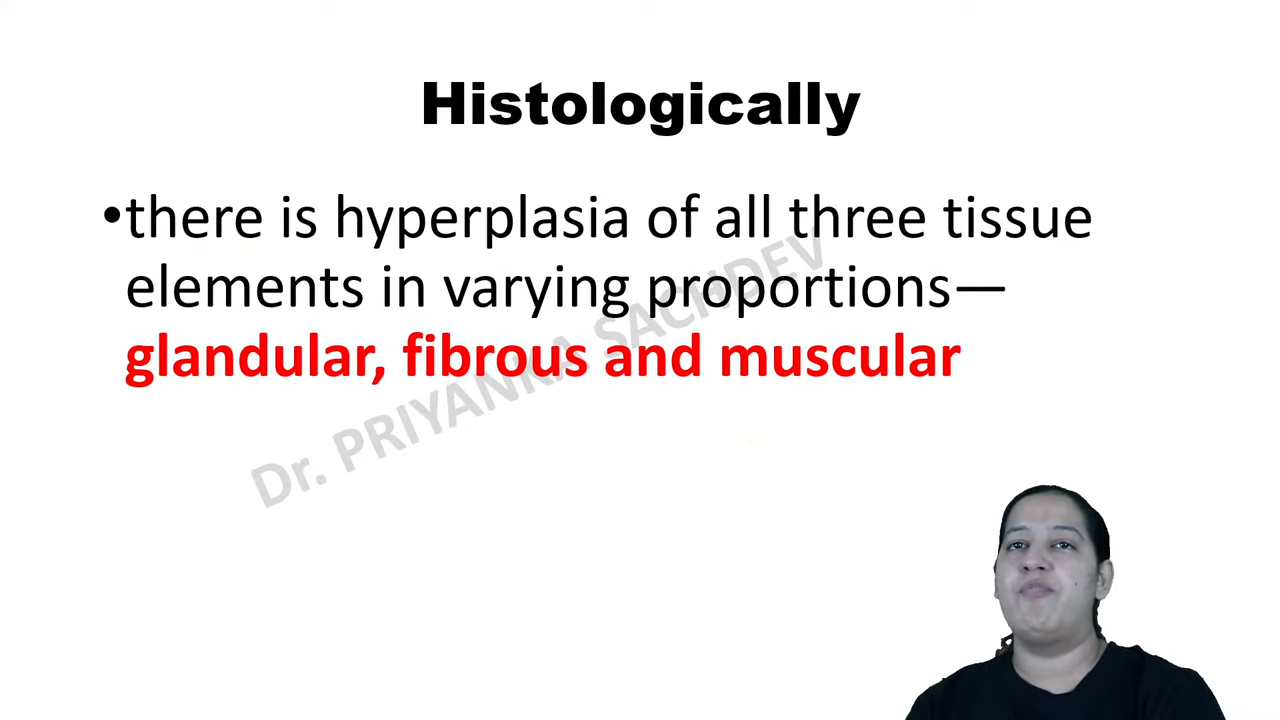 Histologically
•there is hyperplasia of all three tissue
elements in varying proportions—
glandular, fibrous and muscular
Dr. PRIYANKA SACHDEV